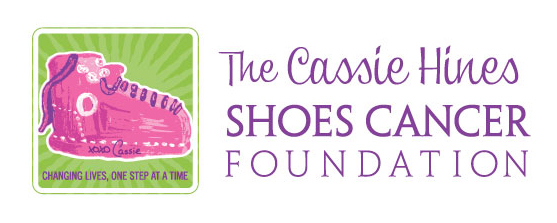 xoxo Cassie
CHANGING LIVES, ONE STEP AT A TIME
The Cassie Hines
SHOES CANCER
FOUNDATION